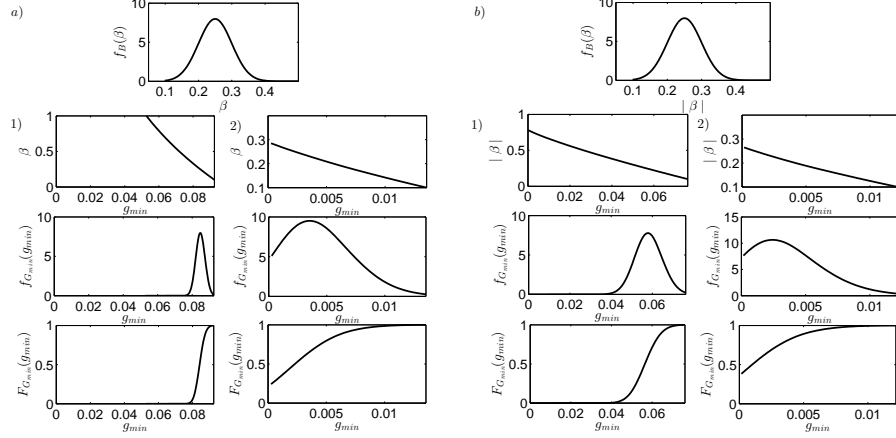 a)
10
5
0
f_B(β)
0.1 0.2 0.3 0.4
β
1)
1
0.5
0
β
0 0.02 0.04 0.06 0.08
g_min
2)
0.3
0.2
0.1
β
0 0.005 0.01
g_min
10
5
0
f_{G_min}(g_min)
0 0.02 0.04 0.06 0.08
g_min
10
5
0
f_{G_min}(g_min)
0 0.005 0.01
g_min
1
0.5
0
F_{G_min}(g_min)
0 0.02 0.04 0.06 0.08
g_min
1
0.5
0
F_{G_min}(g_min)
0 0.005 0.01
g_min
b)
10
5
0
f_B(β)
0.1 0.2 0.3 0.4
| β |
1)
1
0.5
0
| β |
0 0.02 0.04 0.06
g_min
2)
0.3
0.2
0.1
| β |
0 0.005 0.01
g_min
10
5
0
f_{G_min}(g_min)
0 0.02 0.04 0.06
g_min
15
10
5
0
f_{G_min}(g_min)
0 0.005 0.01
g_min
1
0.5
0
F_{G_min}(g_min)
0 0.02 0.04 0.06
g_min
1
0.5
0
F_{G_min}(g_min)
0 0.005 0.01
g_min